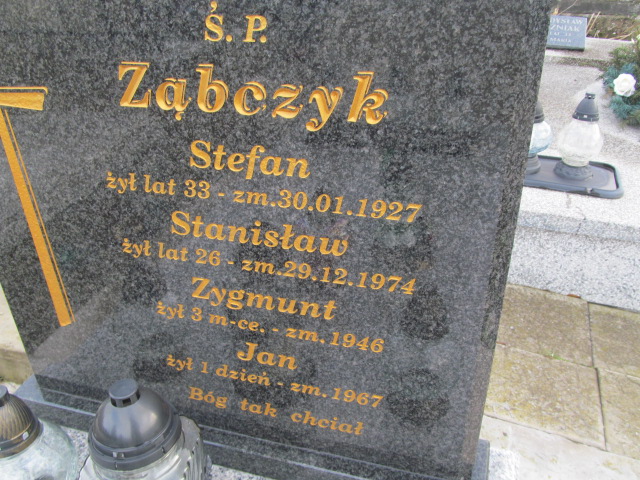 Ś. P.
Ząbczyk
Stefan
żył lat 33 - zm.30.01.1927
Stanisław
żył lat 26 - zm.29.12.1974
Zygmunt
żył 3 m-ce. - zm.1946
Jan
żył 1 dzień - zm.1967
Bóg tak chciał